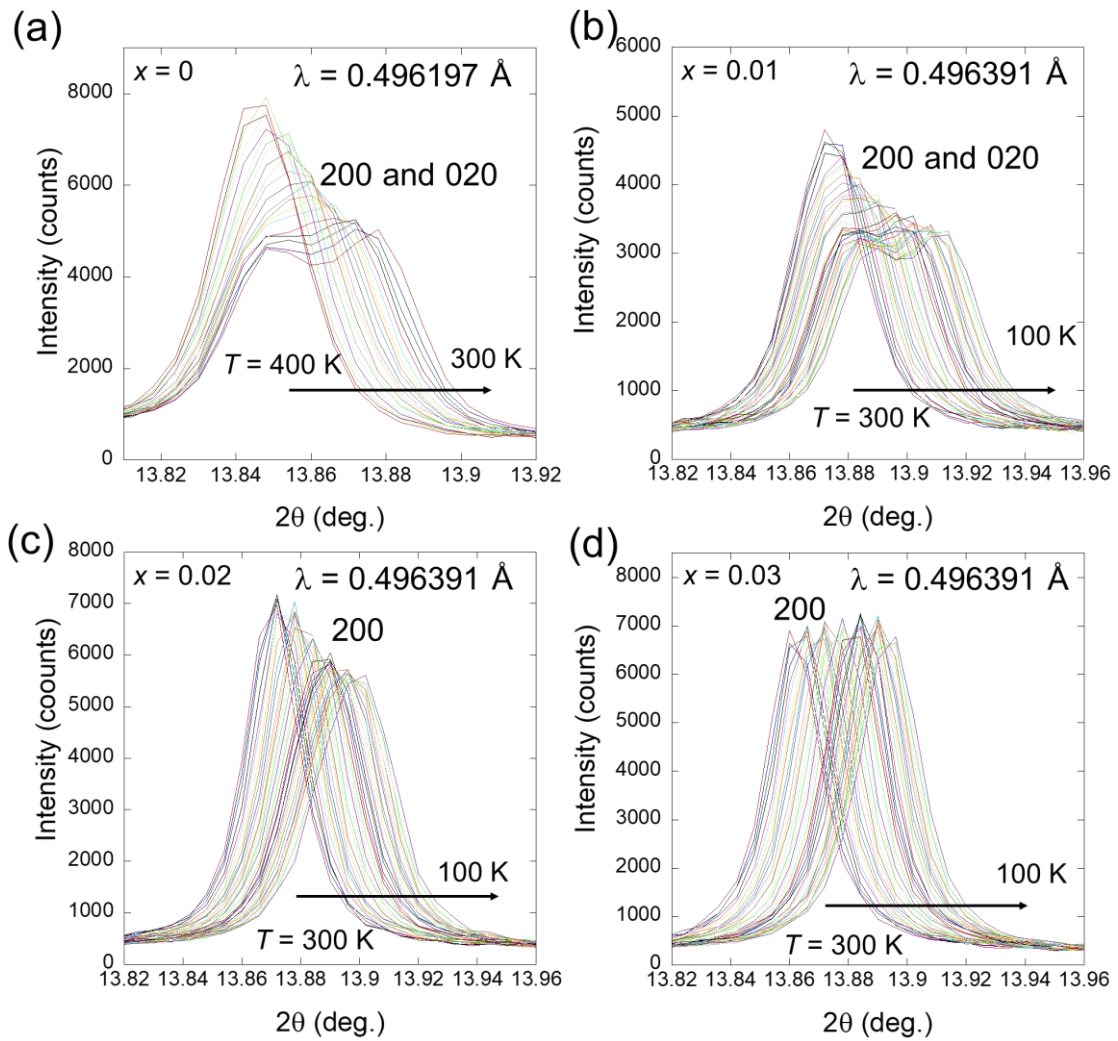 (a)
x = 0
λ = 0.496197 Å
200 and 020
T = 400 K
300 K
Intensity (counts)
8000
6000
4000
2000
0
13.82 13.84 13.86 13.88 13.9 13.92
2θ (deg.)
(b)
x = 0.01
λ = 0.496391 Å
200 and 020
100 K
T = 300 K
Intensity (counts)
6000
5000
4000
3000
2000
1000
0
13.82 13.84 13.86 13.88 13.9 13.92 13.94 13.96
2θ (deg.)
(c)
x = 0.02
λ = 0.496391 Å
200
100 K
T = 300 K
Intensity (coounts)
8000
7000
6000
5000
4000
3000
2000
1000
0
13.82 13.84 13.86 13.88 13.9 13.92 13.94 13.96
2θ (deg.)
(d)
x = 0.03
λ = 0.496391 Å
200
100 K
T = 300 K
Intensity (counts)
8000
7000
6000
5000
4000
3000
2000
1000
0
13.82 13.84 13.86 13.88 13.9 13.92 13.94 13.96
2θ (deg.)